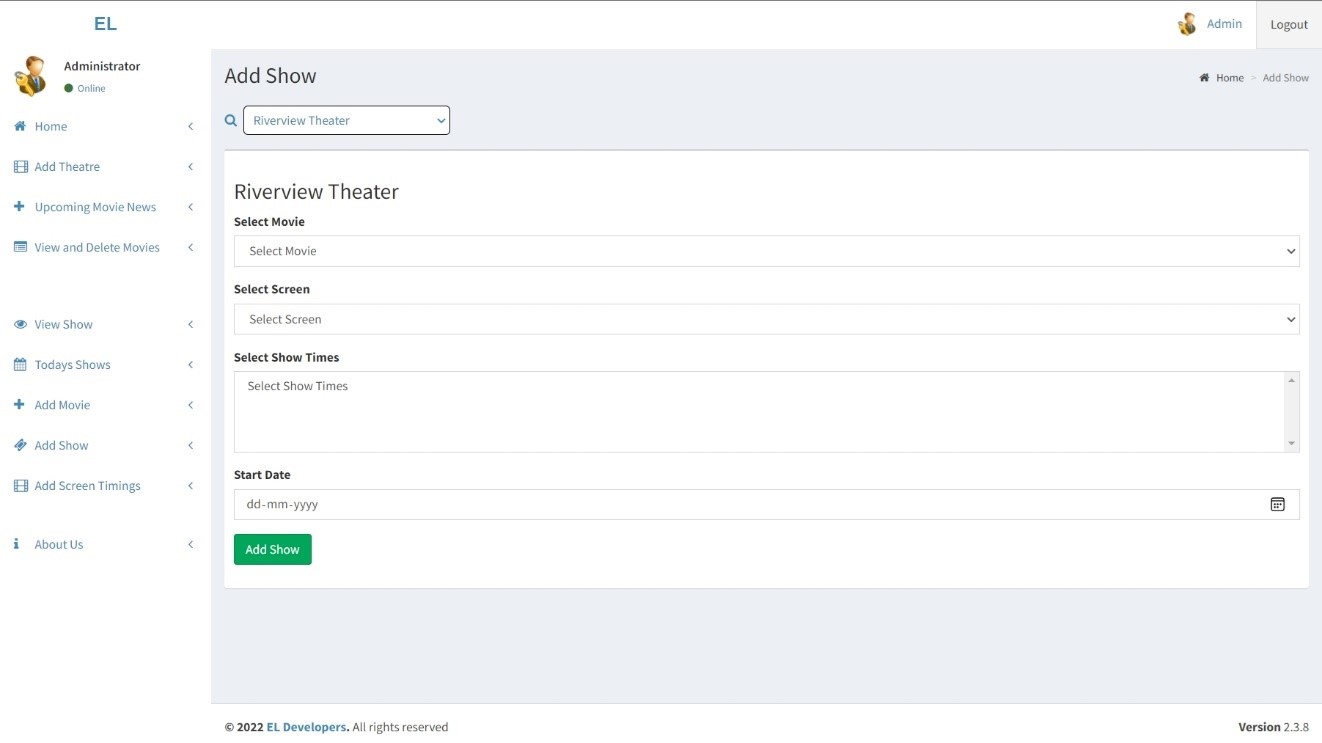 EL
Admin
Logout
Administrator
Online
Home
Add Theatre
Upcoming Movie News
View and Delete Movies
View Show
Todays Shows
Add Movie
Add Show
Add Screen Timings
About Us
Add Show
Home > Add Show
Riverview Theater
Riverview Theater
Select Movie
Select Movie
Select Screen
Select Screen
Select Show Times
Select Show Times
Start Date
dd-mm-yyyy
Add Show
© 2022 EL Developers. All rights reserved
Version 2.3.8